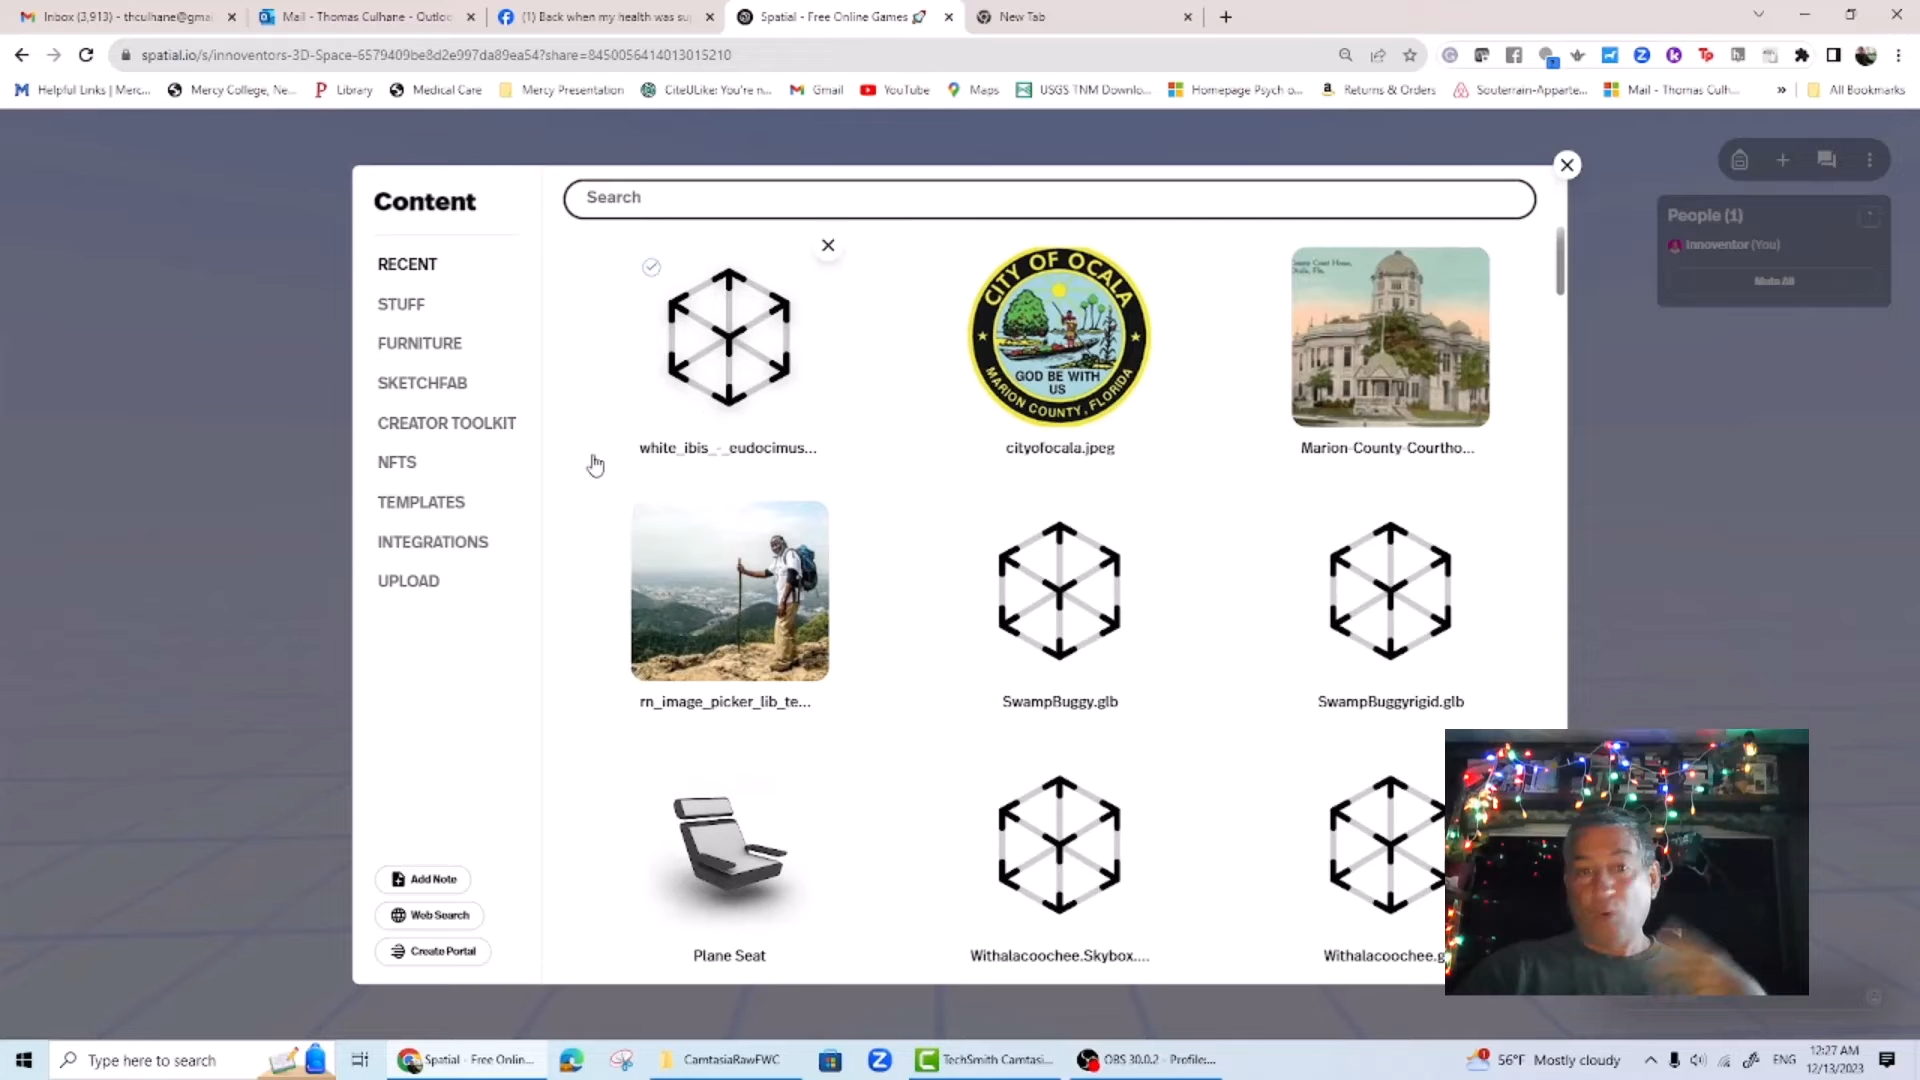 Inbox (3,913) - thculhane@gmai
Mail - Thomas Culhane - Outloo
(1) Back when my health was su
Spatial - Free Online Games
New Tab
spatial.io/s/innoventors-3D-Space-6579409be8d2e997da89ea54?share=8450056414013015210
Helpful Links | Merc...
Mercy College, Ne...
Library
Medical Care
Mercy Presentation
CiteULike: You're n...
Gmail
YouTube
Maps
USGS TNM Downlo...
Homepage Psych o...
Returns & Orders
Souterrain-Apparte...
Mail - Thomas Culh...
All Bookmarks
Content
Search
RECENT
STUFF
FURNITURE
SKETCHFAB
CREATOR TOOLKIT
NFTS
TEMPLATES
INTEGRATIONS
UPLOAD
Add Note
Web Search
Create Portal
People (1)
Innoventor (You)
Mute All
CITY OF OCALA
GOD BE WITH
US
MARION COUNTY, FLORIDA
white_ibis_-_eudocimus...
cityofocala.jpeg
Marion-County-Courtho...
rn_image_picker_lib_te...
SwampBuggy.glb
SwampBuggyrigid.glb
Plane Seat
Withalacoochee.Skybox....
Withalacoochee.g
Type here to search
Spatial - Free Onlin...
CamtasiaRawFWC
TechSmith Camtasi...
OBS 30.0.2 - Profile:...
56°F Mostly cloudy
ENG
12:27 AM
12/13/2023